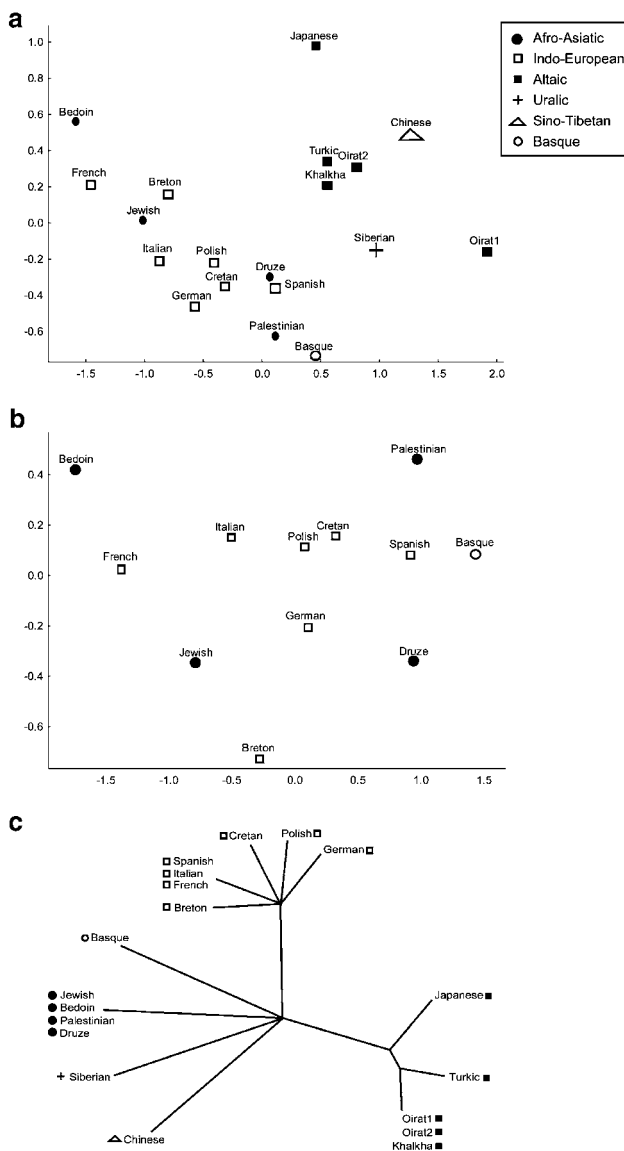 a
Japanese
Bedoin
Chinese
Turkic
Oirat2
Khalkha
French
Breton
Jewish
Italian
Polish
Cretan
German
Druze
Spanish
Siberian
Oirat1
Palestinian
Basque
1.0
0.8
0.6
0.4
0.2
0.0
-0.2
-0.4
-0.6
-1.5
-1.0
-0.5
0.0
0.5
1.0
1.5
2.0
Afro-Asiatic
Indo-European
Altaic
Uralic
Sino-Tibetan
Basque
b
Bedoin
Palestinian
Italian
Polish
Cretan
Spanish
Basque
French
German
Jewish
Druze
Breton
0.4
0.2
0.0
-0.2
-0.4
-0.6
-1.5
-1.0
-0.5
0.0
0.5
1.0
1.5
c
Cretan
Polish
German
Spanish
Italian
French
Breton
Basque
Jewish
Bedoin
Palestinian
Druze
Siberian
Chinese
Japanese
Turkic
Oirat1
Oirat2
Khalkha